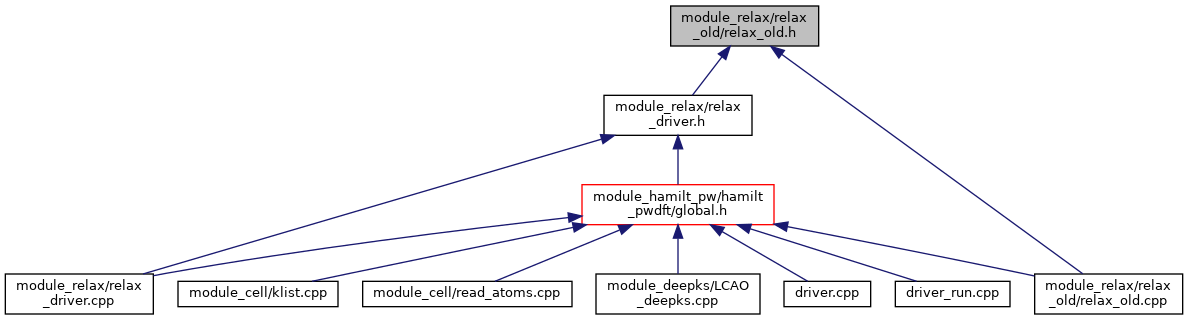 module_relax/relax
_old/relax_old.h
module_relax/relax
_driver.h
module_hamilt_pw/hamilt
_pwdft/global.h
module_relax/relax
_driver.cpp
module_cell/klist.cpp
module_cell/read_atoms.cpp
module_deepks/LCAO
_deepks.cpp
driver.cpp
driver_run.cpp
module_relax/relax
_old/relax_old.cpp